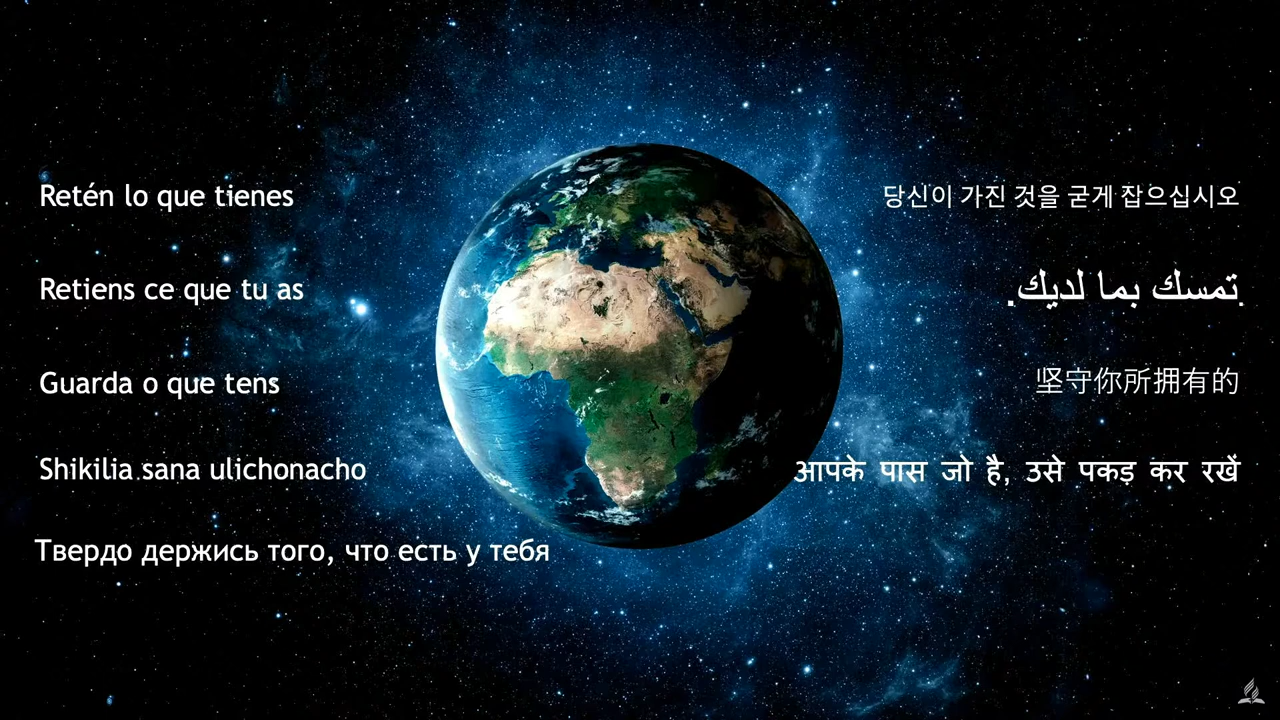 Retén lo que tienes
Retiens ce que tu as
Guarda o que tens
Shikilia sana ulichonacho
Твердо держись того, что есть у тебя
당신이 가진 것을 굳게 잡으십시오
تمسك بما لديك.
坚守你所拥有的
आपके पास जो है, उसे पकड़ कर रखें